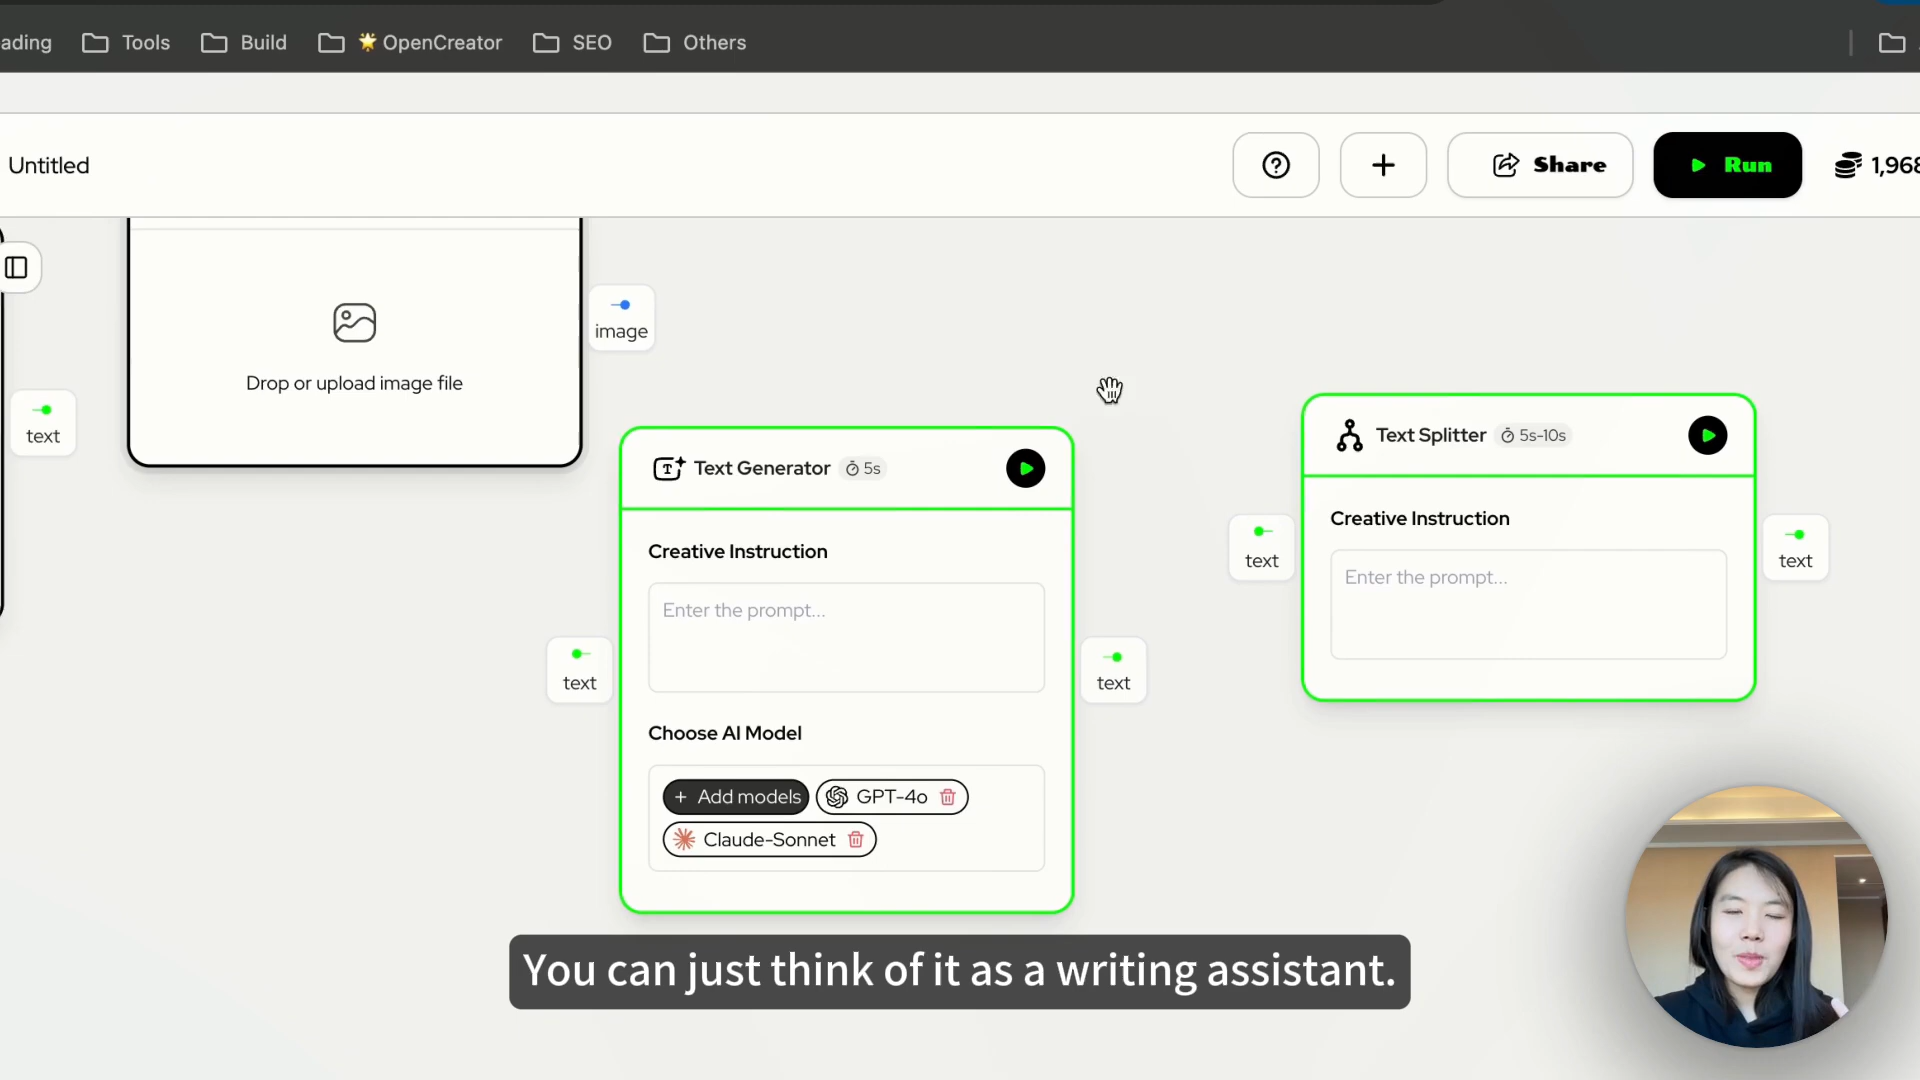 ading
Tools
Build
🌟OpenCreator
SEO
Others
Untitled
Share
Run
1,968
image
Drop or upload image file
text
Text Generator
5s
Creative Instruction
Enter the prompt...
text
text
Choose AI Model
+ Add models
GPT-4o
Claude-Sonnet
Text Splitter
5s-10s
Creative Instruction
Enter the prompt...
text
text
You can just think of it as a writing assistant.